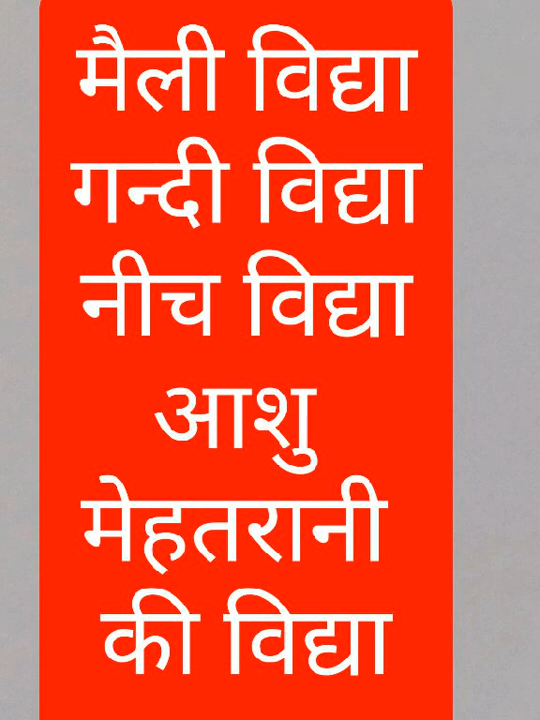 मैली विद्या
गन्दी विद्या
नीच विद्या
आशु
मेहतरानी
की विद्या